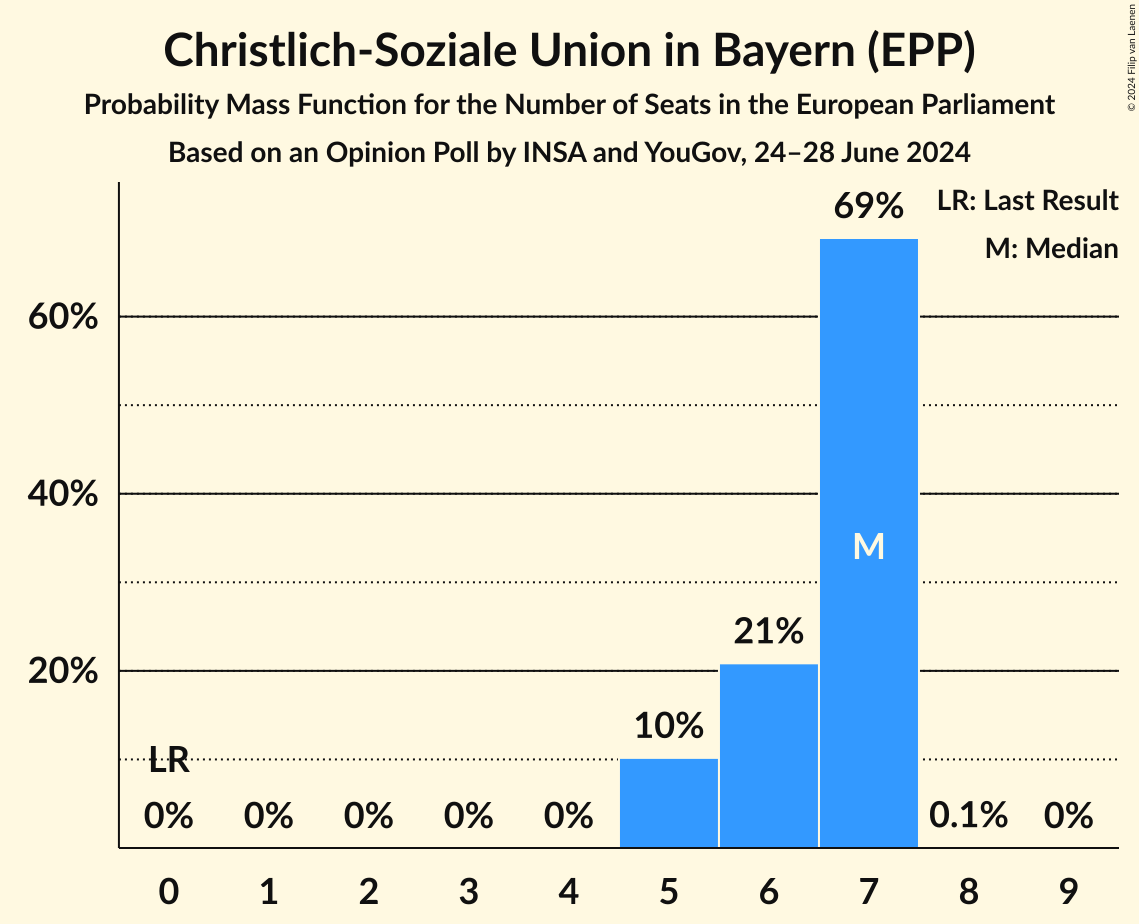 Christlich-Soziale Union in Bayern (EPP)
Probability Mass Function for the Number of Seats in the European Parliament
Based on an Opinion Poll by INSA and YouGov, 24–28 June 2024
© 2024 Filip van Laenen
LR: Last Result
M: Median
69%
60%
40%
M
21%
20%
10%
LR
0% 0% 0% 0% 0% 0.1% 0%
0 1 2 3 4 5 6 7 8 9